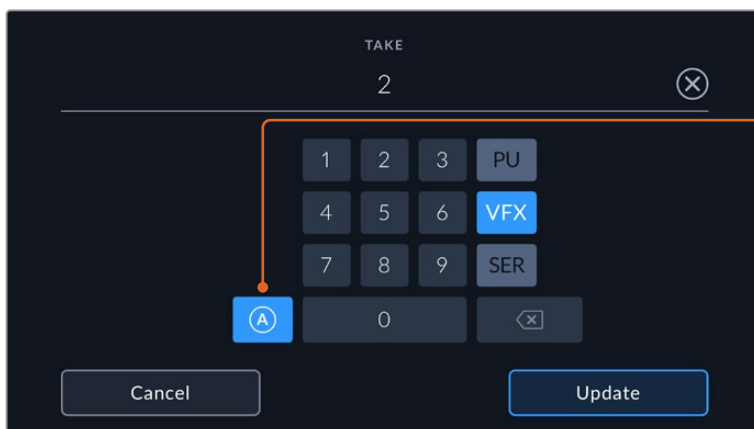 TAKE
2
1 2 3 PU
4 5 6 VFX
7 8 9 SER
A 0
Cancel Update